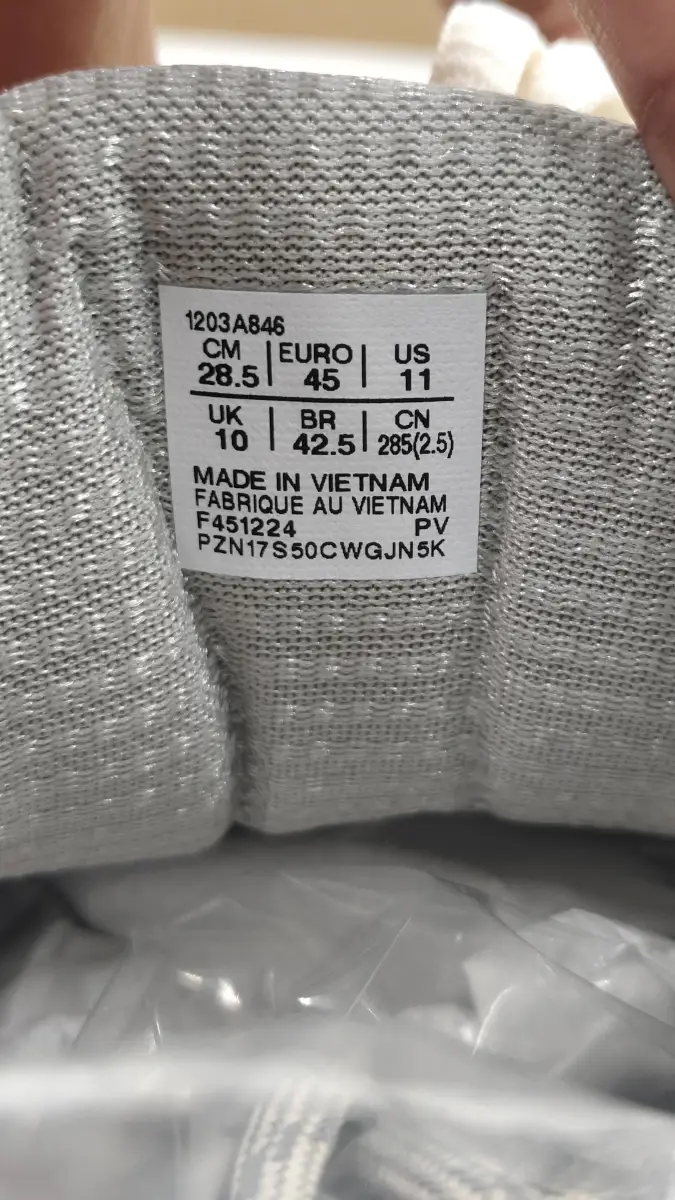 1203A846
CM | EURO | US
28.5 | 45 | 11
UK | BR | CN
10 | 42.5 | 285(2.5)
MADE IN VIETNAM
FABRIQUE AU VIETNAM
F451224 PV
PZN17S50CWGJN5K